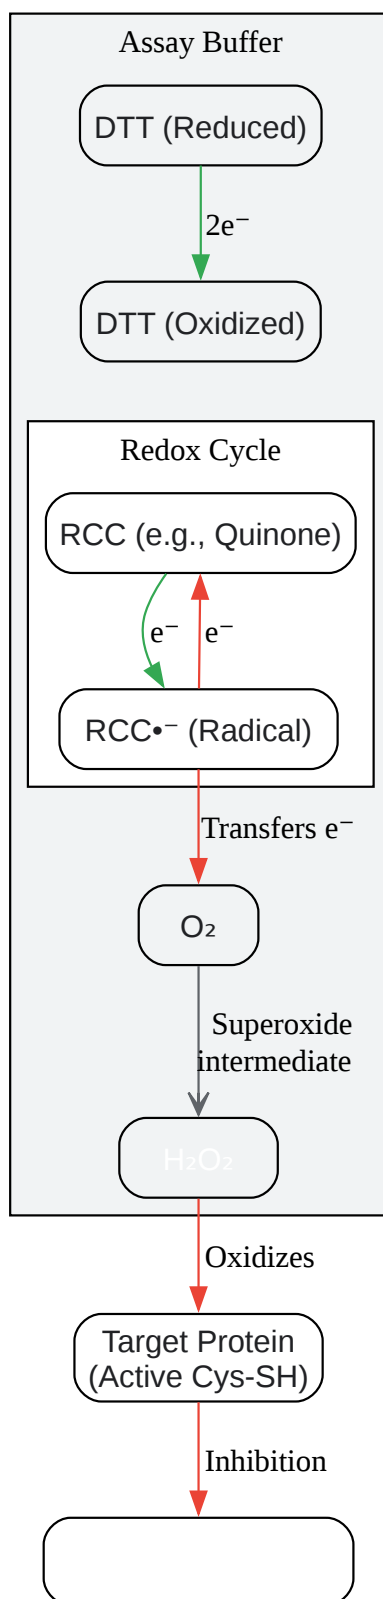 Assay Buffer
DTT (Reduced)
2e⁻
DTT (Oxidized)
Redox Cycle
RCC (e.g., Quinone)
e⁻ e⁻
RCC•⁻ (Radical)
Transfers e⁻
O₂
Superoxide
intermediate
H₂O₂
Oxidizes
Target Protein
(Active Cys-SH)
Inhibition